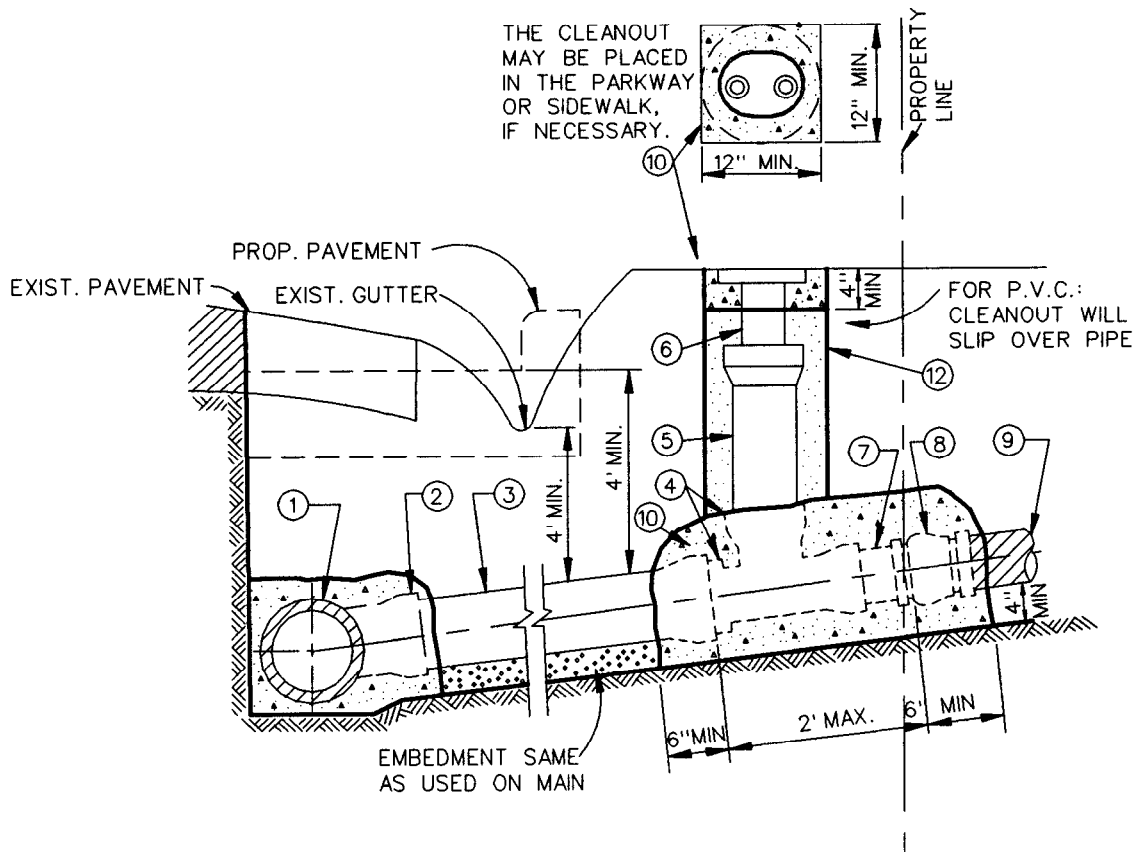 THE CLEANOUT
MAY BE PLACED
IN THE PARKWAY
OR SIDEWALK,
IF NECESSARY.
10
12" MIN.
12" MIN.
PROPERTY
LINE
PROP. PAVEMENT
EXIST. PAVEMENT
EXIST. GUTTER
4" MIN
FOR P.V.C.:
CLEANOUT WILL
SLIP OVER PIPE
6
12
5
4' MIN.
4' MIN.
7
8
9
1
2
3
4
10
4" MIN
6" MIN
2' MAX.
6' MIN
EMBEDMENT SAME
AS USED ON MAIN